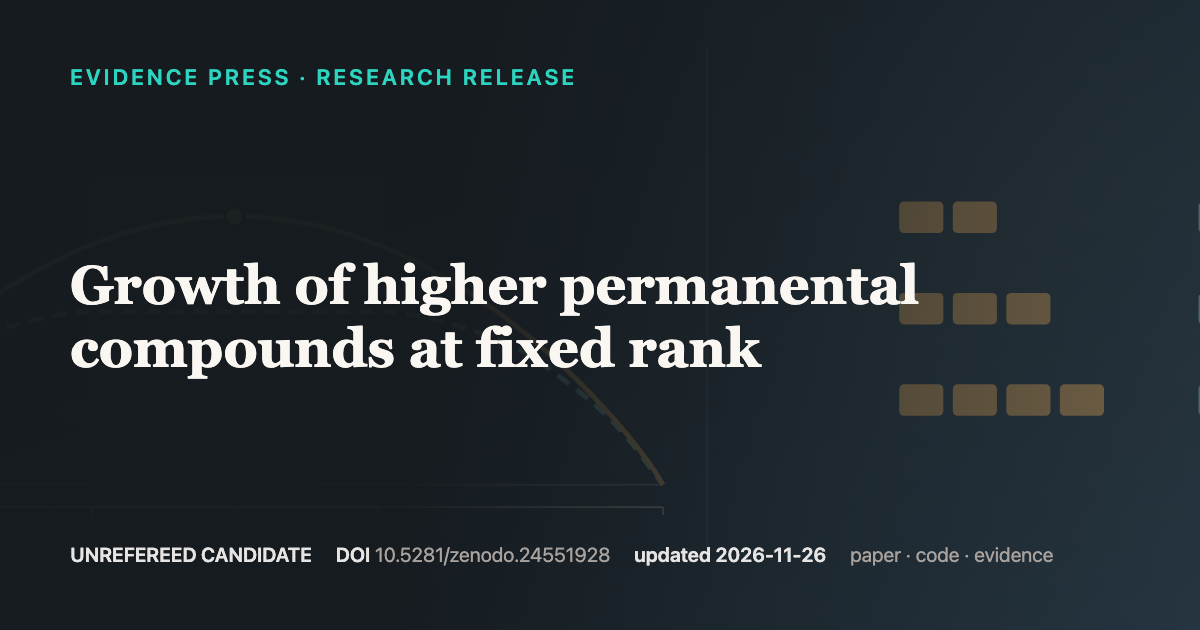 EVIDENCE PRESS · RESEARCH RELEASE
Growth of higher permanental
compounds at fixed rank
UNREFEREED CANDIDATE DOI 10.5281/zenodo.24551928 updated 2026-11-26 paper · code · evidence